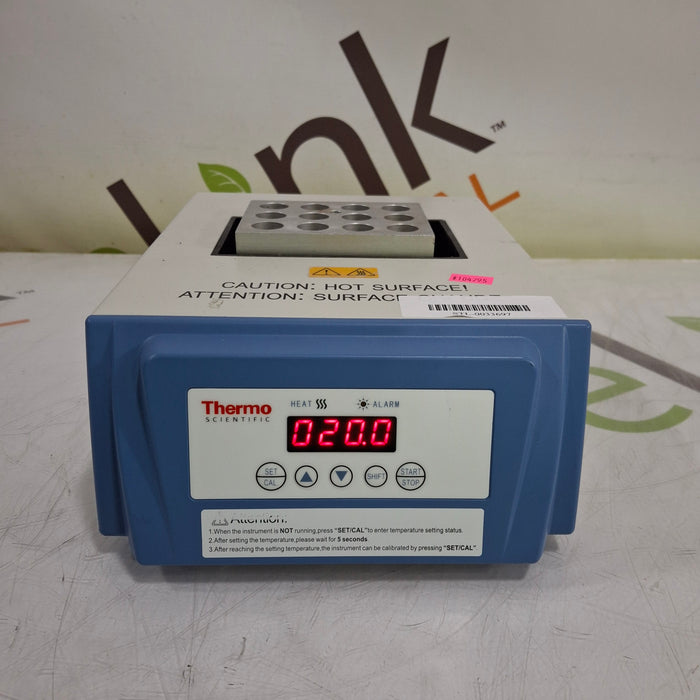 link™
CAUTION: HOT SURFACE!
ATTENTION: SURFACE
Thermo
SCIENTIFIC
HEAT
ALARM
020.0
SET
CAL
SHIFT
START
STOP
Attention:
1.When the instrument is NOT running,press "SET/CAL"to enter temperature setting status.
2.After setting the temperature,please wait for 5 seconds.
3.After reaching the setting temperature,the instrument can be calibrated by pressing "SET/CAL"